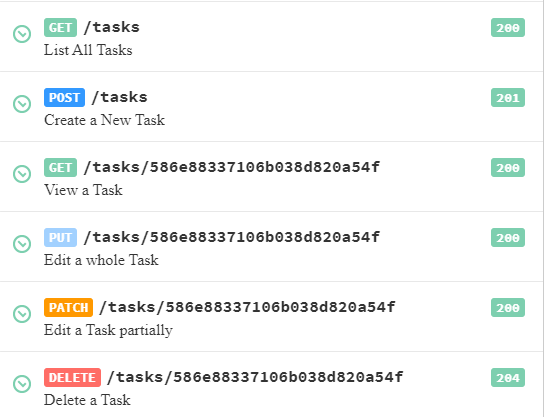 GET /tasks 200
List All Tasks
POST /tasks 201
Create a New Task
GET /tasks/586e88337106b038d820a54f 200
View a Task
PUT /tasks/586e88337106b038d820a54f 200
Edit a whole Task
PATCH /tasks/586e88337106b038d820a54f 200
Edit a Task partially
DELETE /tasks/586e88337106b038d820a54f 204
Delete a Task